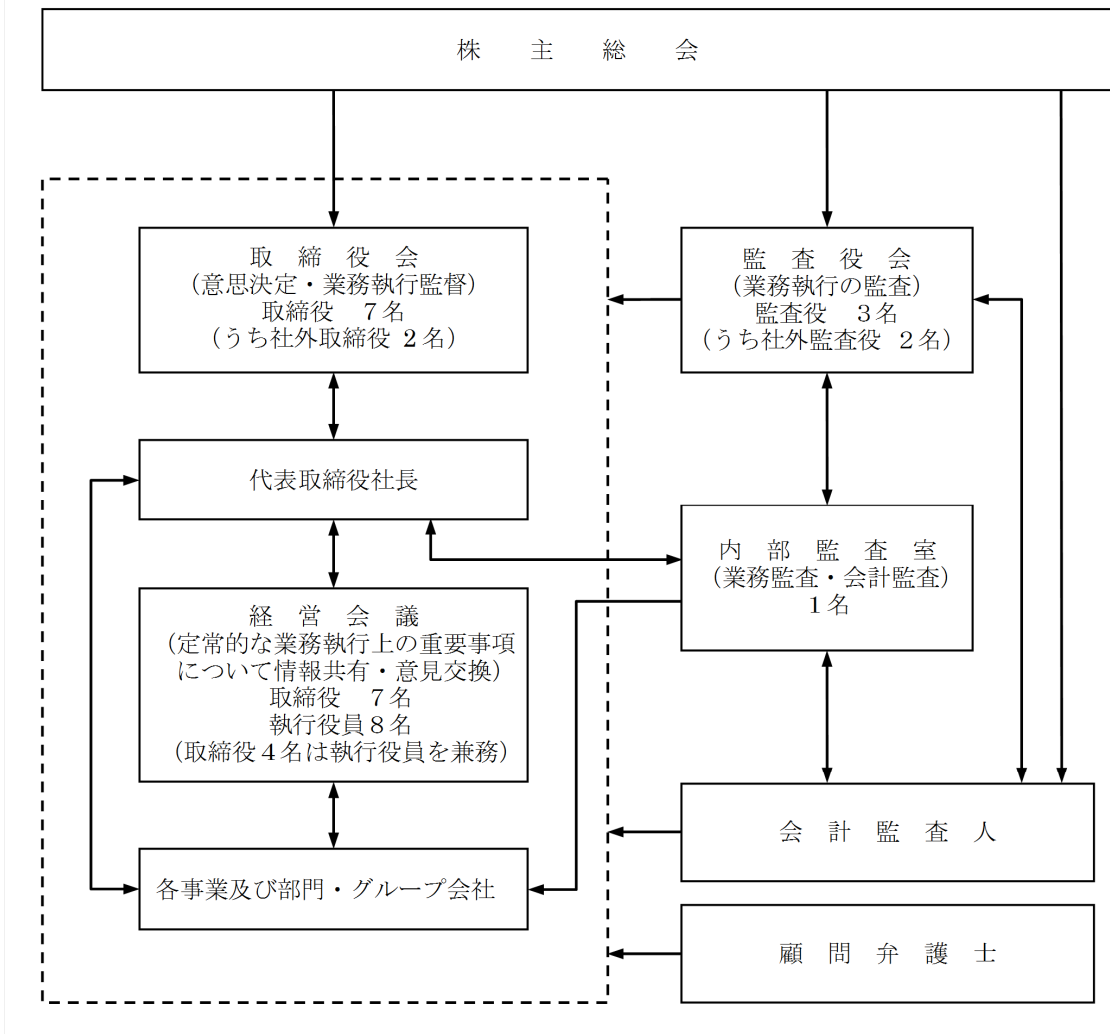 株 主 総 会
取 締 役 会
(意思決定・業務執行監督)
取締役 7名
(うち社外取締役 2名)
監 査 役 会
(業務執行の監査)
監査役 3名
(うち社外監査役 2名)
代表取締役社長
内 部 監 査 室
(業務監査・会計監査)
1名
経 営 会 議
(定常的な業務執行上の重要事項
について情報共有・意見交換)
取締役 7名
執行役員8名
(取締役4名は執行役員を兼務)
会 計 監 査 人
各事業及び部門・グループ会社
顧 問 弁 護 士